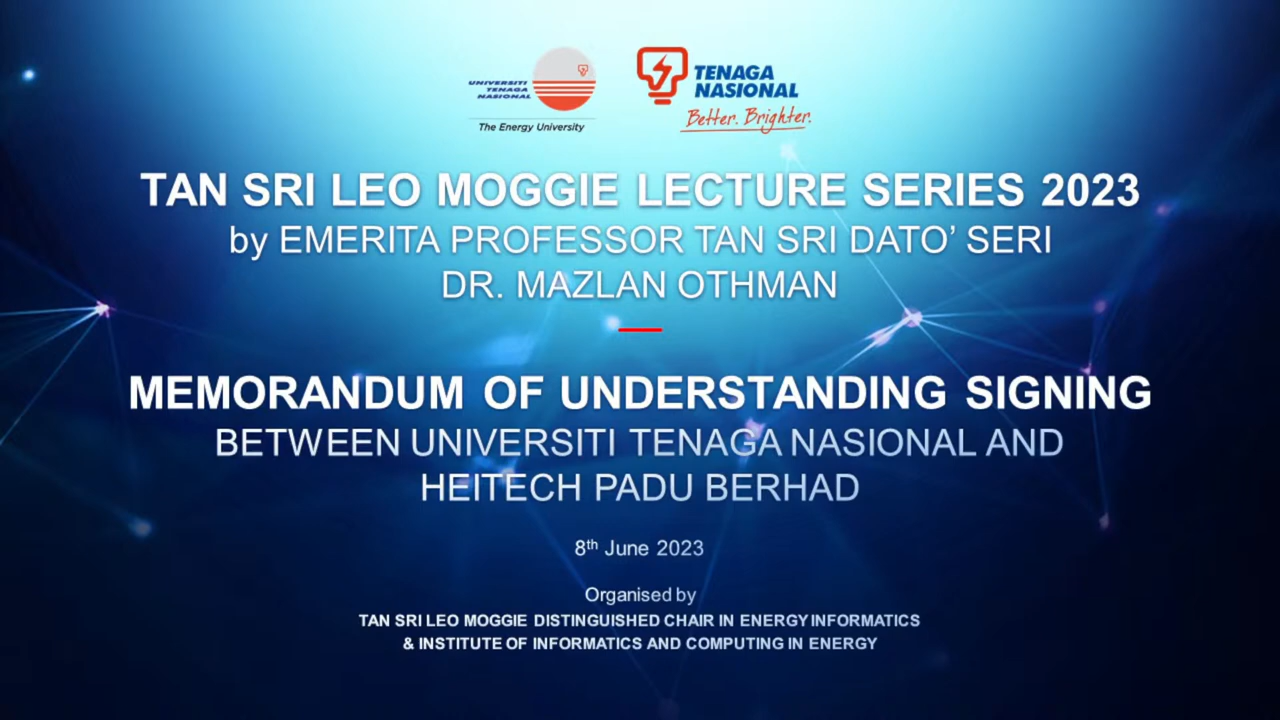 UNIVERSITI
TENAGA
NASIONAL
The Energy University
TENAGA
NASIONAL
Better. Brighter.
TAN SRI LEO MOGGIE LECTURE SERIES 2023
by EMERITA PROFESSOR TAN SRI DATO’ SERI
DR. MAZLAN OTHMAN
MEMORANDUM OF UNDERSTANDING SIGNING
BETWEEN UNIVERSITI TENAGA NASIONAL AND
HEITECH PADU BERHAD
8th June 2023
Organised by
TAN SRI LEO MOGGIE DISTINGUISHED CHAIR IN ENERGY INFORMATICS
& INSTITUTE OF INFORMATICS AND COMPUTING IN ENERGY